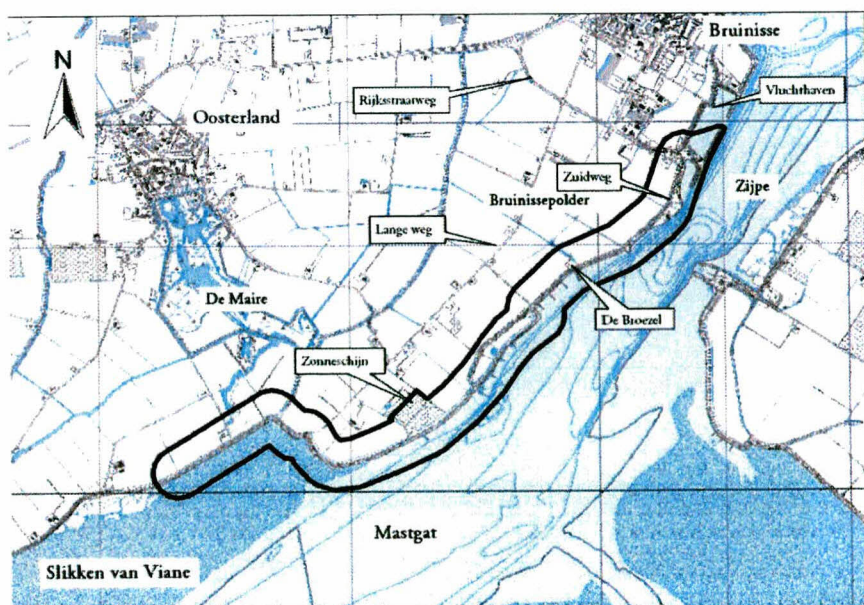 Bruinisse
N
Rijksstraatweg
Vluchthaven
Oosterland
Zuidweg
Zijpe
Bruinissepolder
Lange weg
De Maire
De Broezel
Zonneschijn
Mastgat
Slikken van Viane